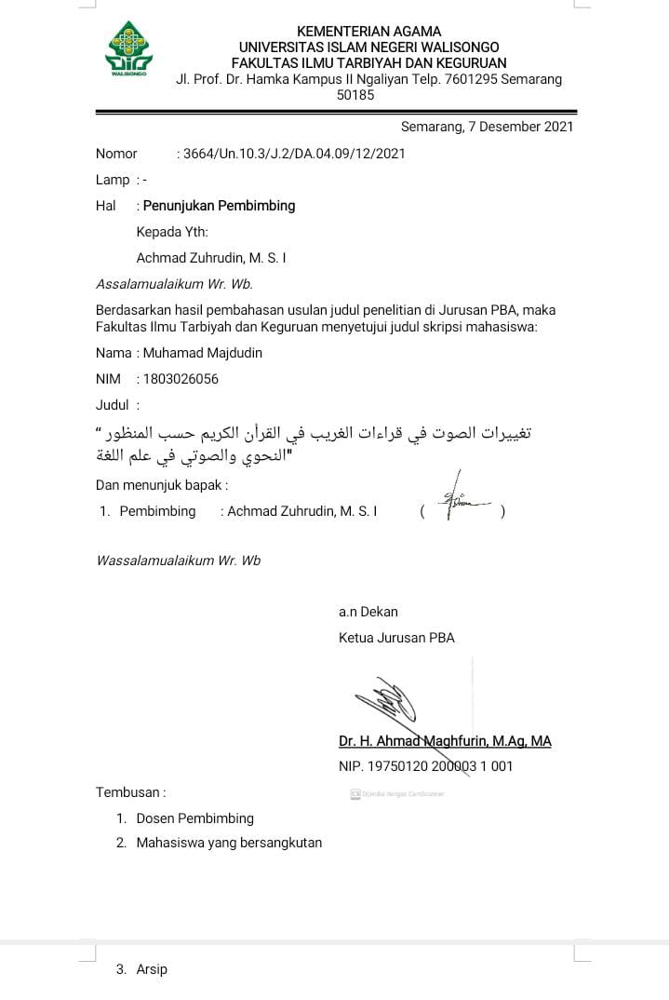 WALISONGO
KEMENTERIAN AGAMA
UNIVERSITAS ISLAM NEGERI WALISONGO
FAKULTAS ILMU TARBIYAH DAN KEGURUAN
Jl. Prof. Dr. Hamka Kampus II Ngaliyan Telp. 7601295 Semarang
50185
Semarang, 7 Desember 2021
Nomor : 3664/Un.10.3/J.2/DA.04.09/12/2021
Lamp : -
Hal : Penunjukan Pembimbing
Kepada Yth:
Achmad Zuhrudin, M. S. I
Assalamualaikum Wr. Wb.
Berdasarkan hasil pembahasan usulan judul penelitian di Jurusan PBA, maka
Fakultas Ilmu Tarbiyah dan Keguruan menyetujui judul skripsi mahasiswa:
Nama : Muhamad Majdudin
NIM : 1803026056
Judul :
“ تغييرات الصوت في قراءات الغريب في القرأن الكريم حسب المنظور
النحوي والصوتي في علم اللغة"
Dan menunjuk bapak :
1. Pembimbing : Achmad Zuhrudin, M. S. I ( )
Wassalamualaikum Wr. Wb
a.n Dekan
Ketua Jurusan PBA
Dr. H. Ahmad Maghfurin, M.Ag, MA
NIP. 19750120 200003 1 001
Tembusan :
CS Dipindai dengan CamScanner
1. Dosen Pembimbing
2. Mahasiswa yang bersangkutan
3. Arsip